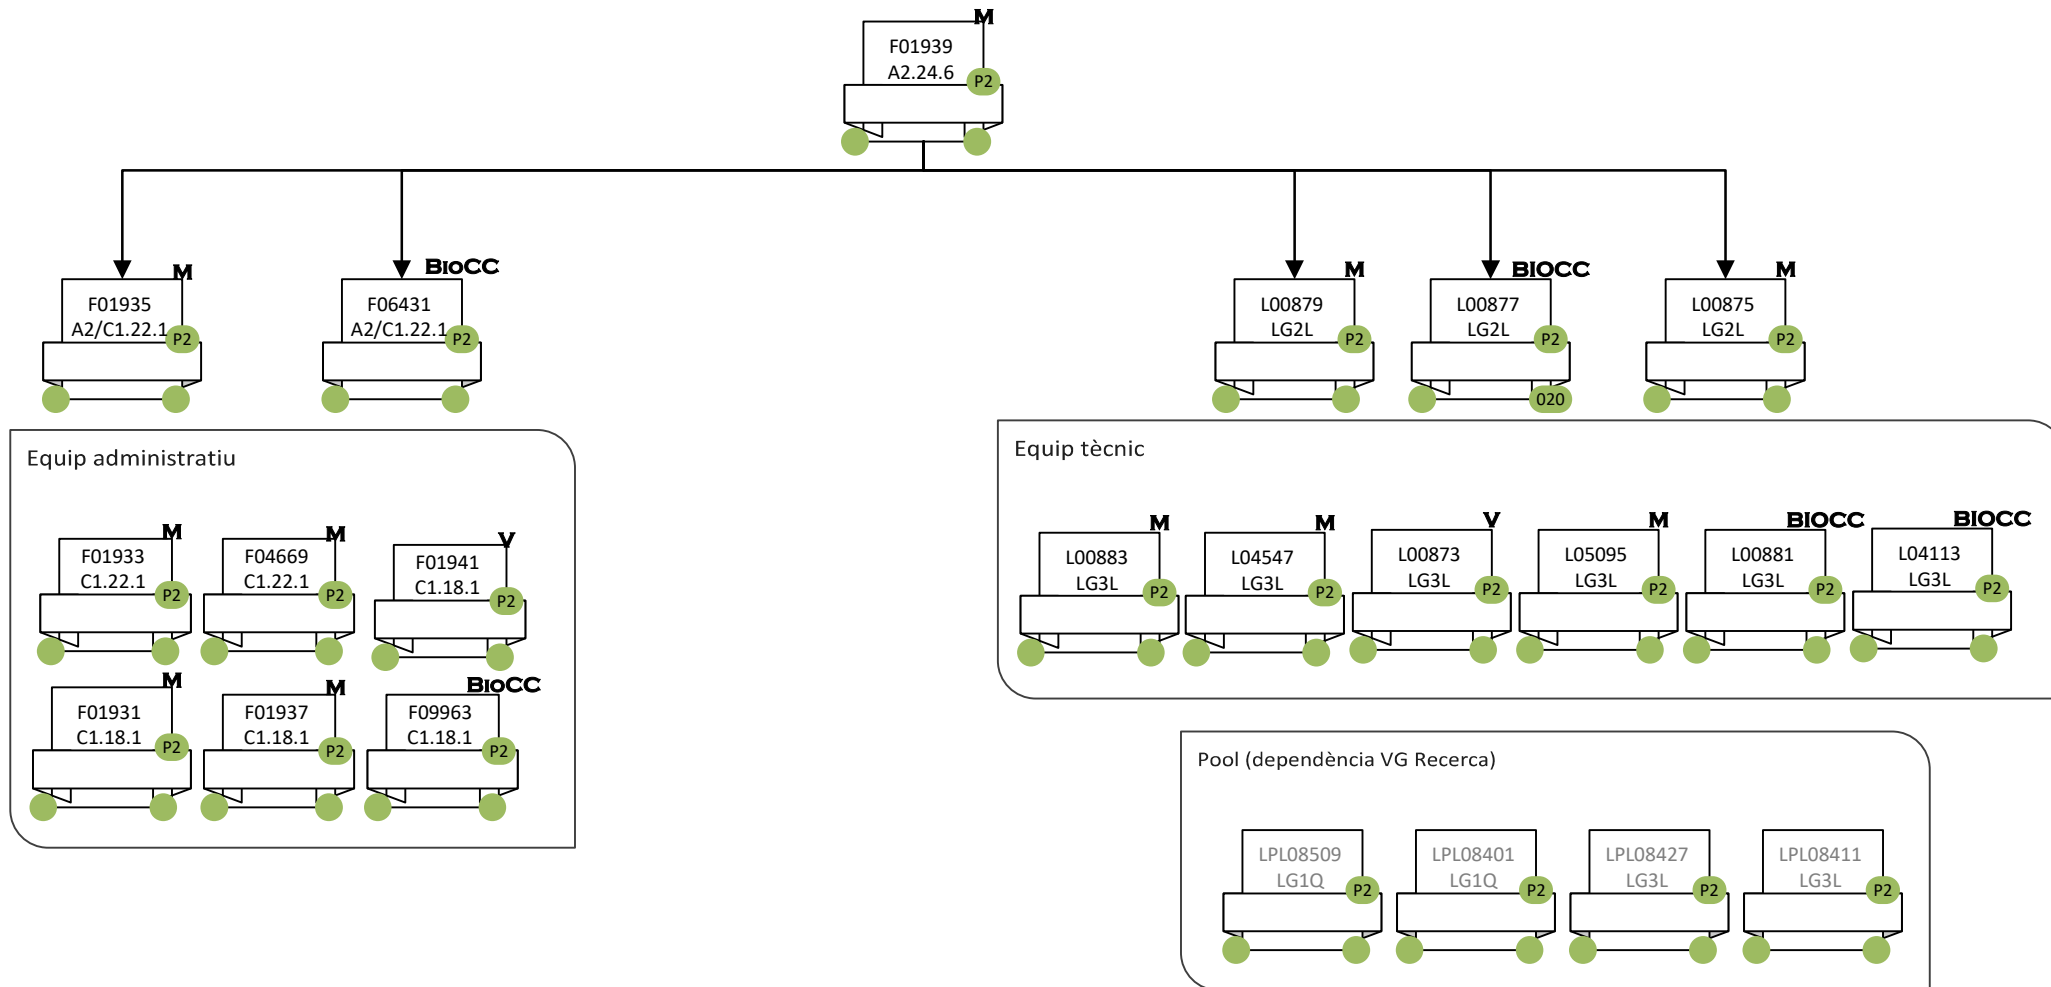 M
F01939
A2.24.6
P2
M
F01935
A2/C1.22.1
P2
BIOCC
F06431
A2/C1.22.1
P2
M
L00879
LG2L
P2
BIOCC
L00877
LG2L
P2
020
M
L00875
LG2L
P2
Equip administratiu
M
F01933
C1.22.1
P2
M
F04669
C1.22.1
P2
V
F01941
C1.18.1
P2
M
F01931
C1.18.1
P2
M
F01937
C1.18.1
P2
BIOCC
F09963
C1.18.1
P2
Equip tècnic
M
L00883
LG3L
P2
M
L04547
LG3L
P2
V
L00873
LG3L
P2
M
L05095
LG3L
P2
BIOCC
L00881
LG3L
P2
BIOCC
L04113
LG3L
P2
Pool (dependència VG Recerca)
LPL08509
LG1Q
P2
LPL08401
LG1Q
P2
LPL08427
LG3L
P2
LPL08411
LG3L
P2